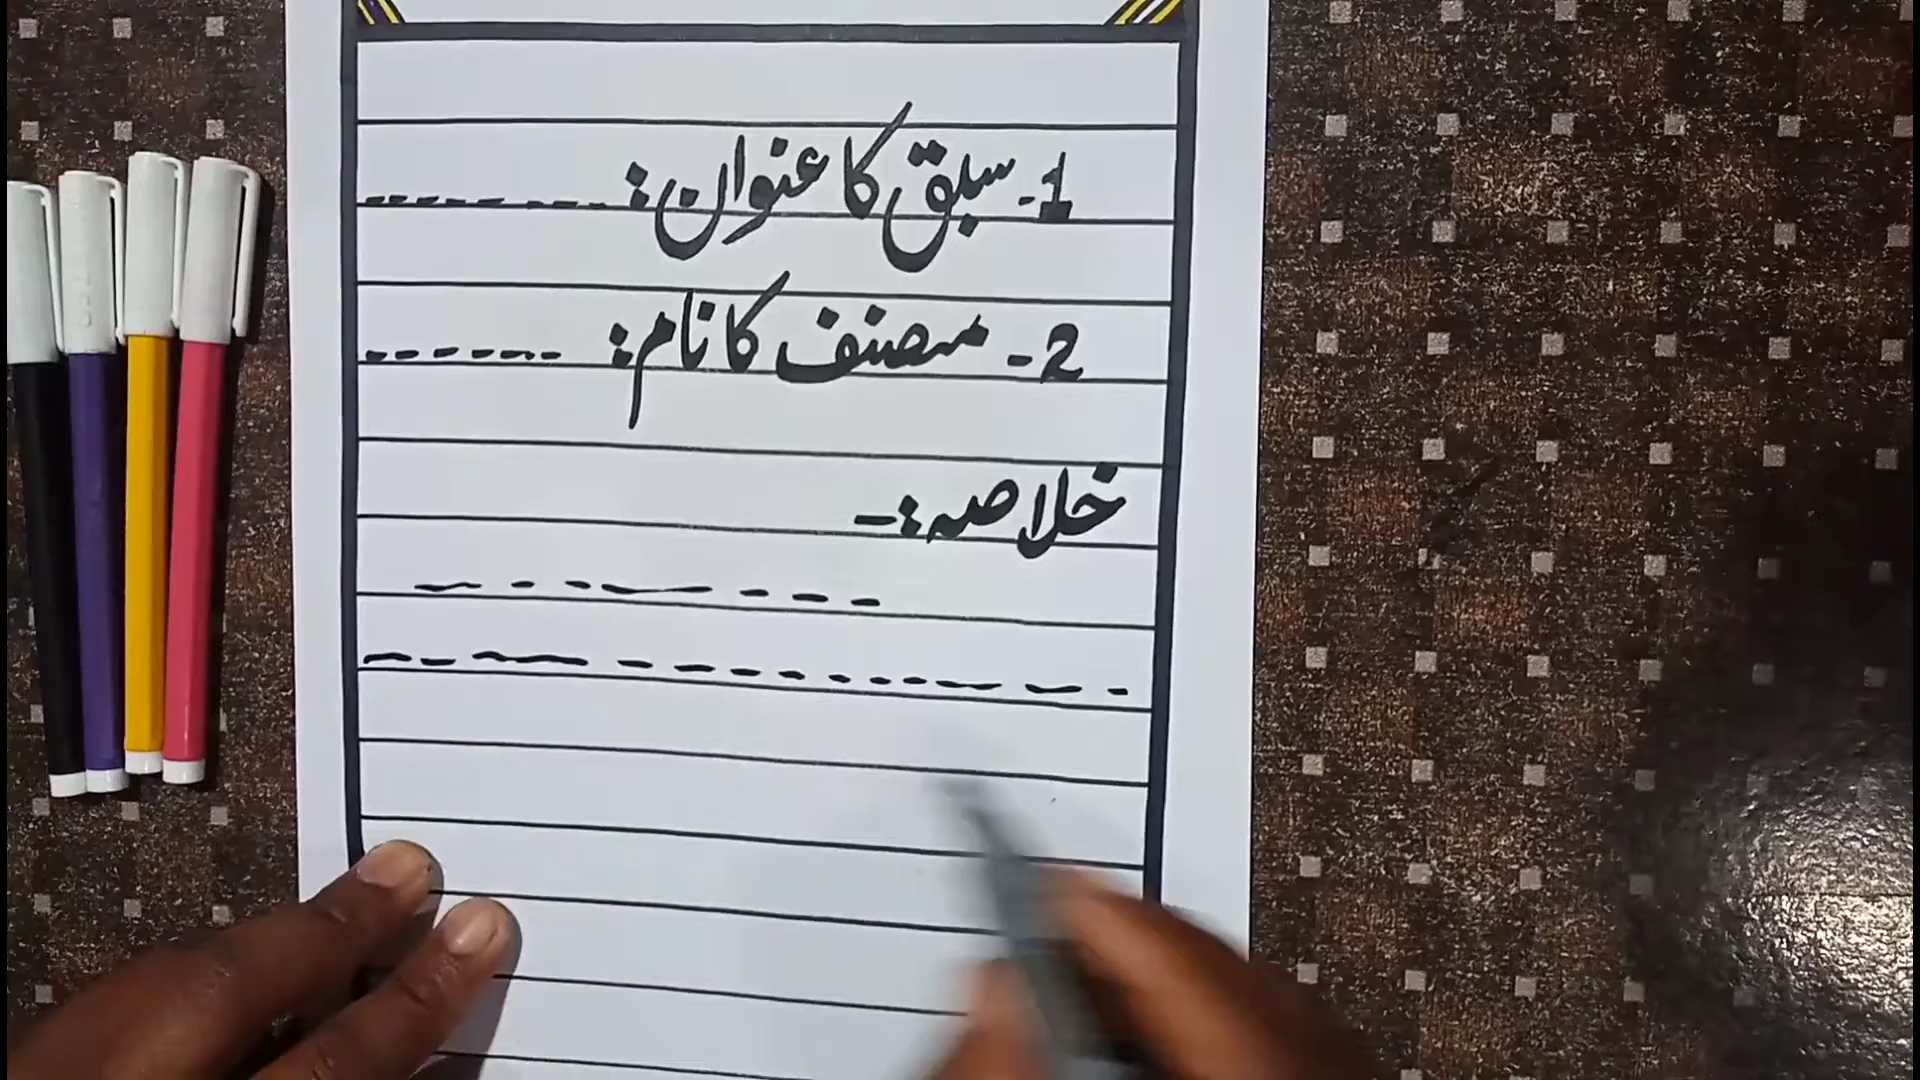 1- سبق کا عنوان: ---------
2- مصنف کا نام: -------
خلاصہ:-